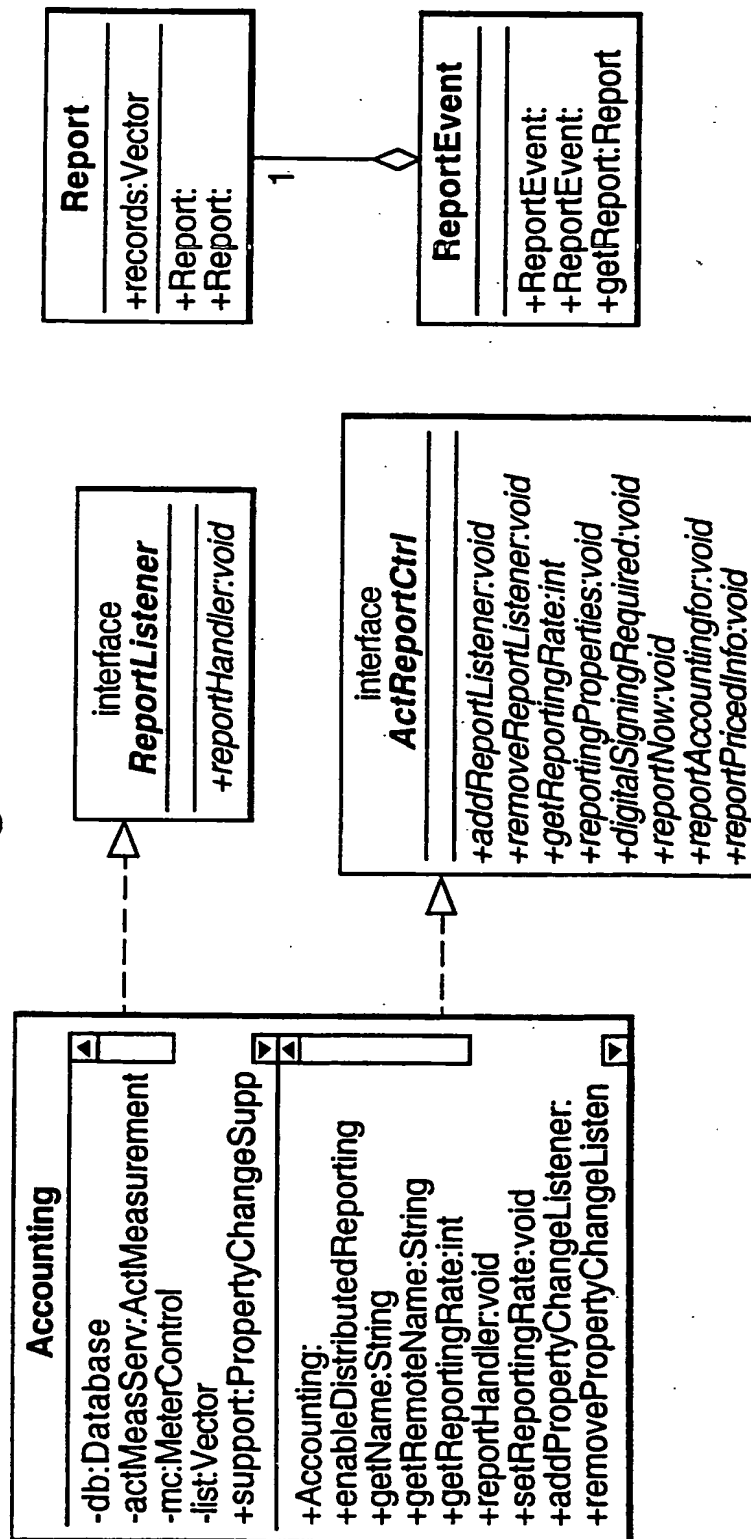 Accounting
-db:Database
-actMeasServ:ActMeasurement
-mc:MeterControl
-list:Vector
+support:PropertyChangeSupp
+Accounting:
+enableDistributedReporting
+getName:String
+getRemoteName:String
+getReportingRate:int
+reportHandler:void
+setReportingRate:void
+addPropertyChangeListener:
+removePropertyChangeListen
interface
ReportListener
+reportHandler:void
interface
ActReportCtrl
+addReportListener:void
+removeReportListener:void
+getReportingRate:int
+reportingProperties:void
+digitalSigningRequired:void
+reportNow:void
+reportAccountingfor:void
+reportPricedInfo:void
Report
+records:Vector
+Report:
+Report:
1
ReportEvent
+ReportEvent:
+ReportEvent:
+getReport:Report